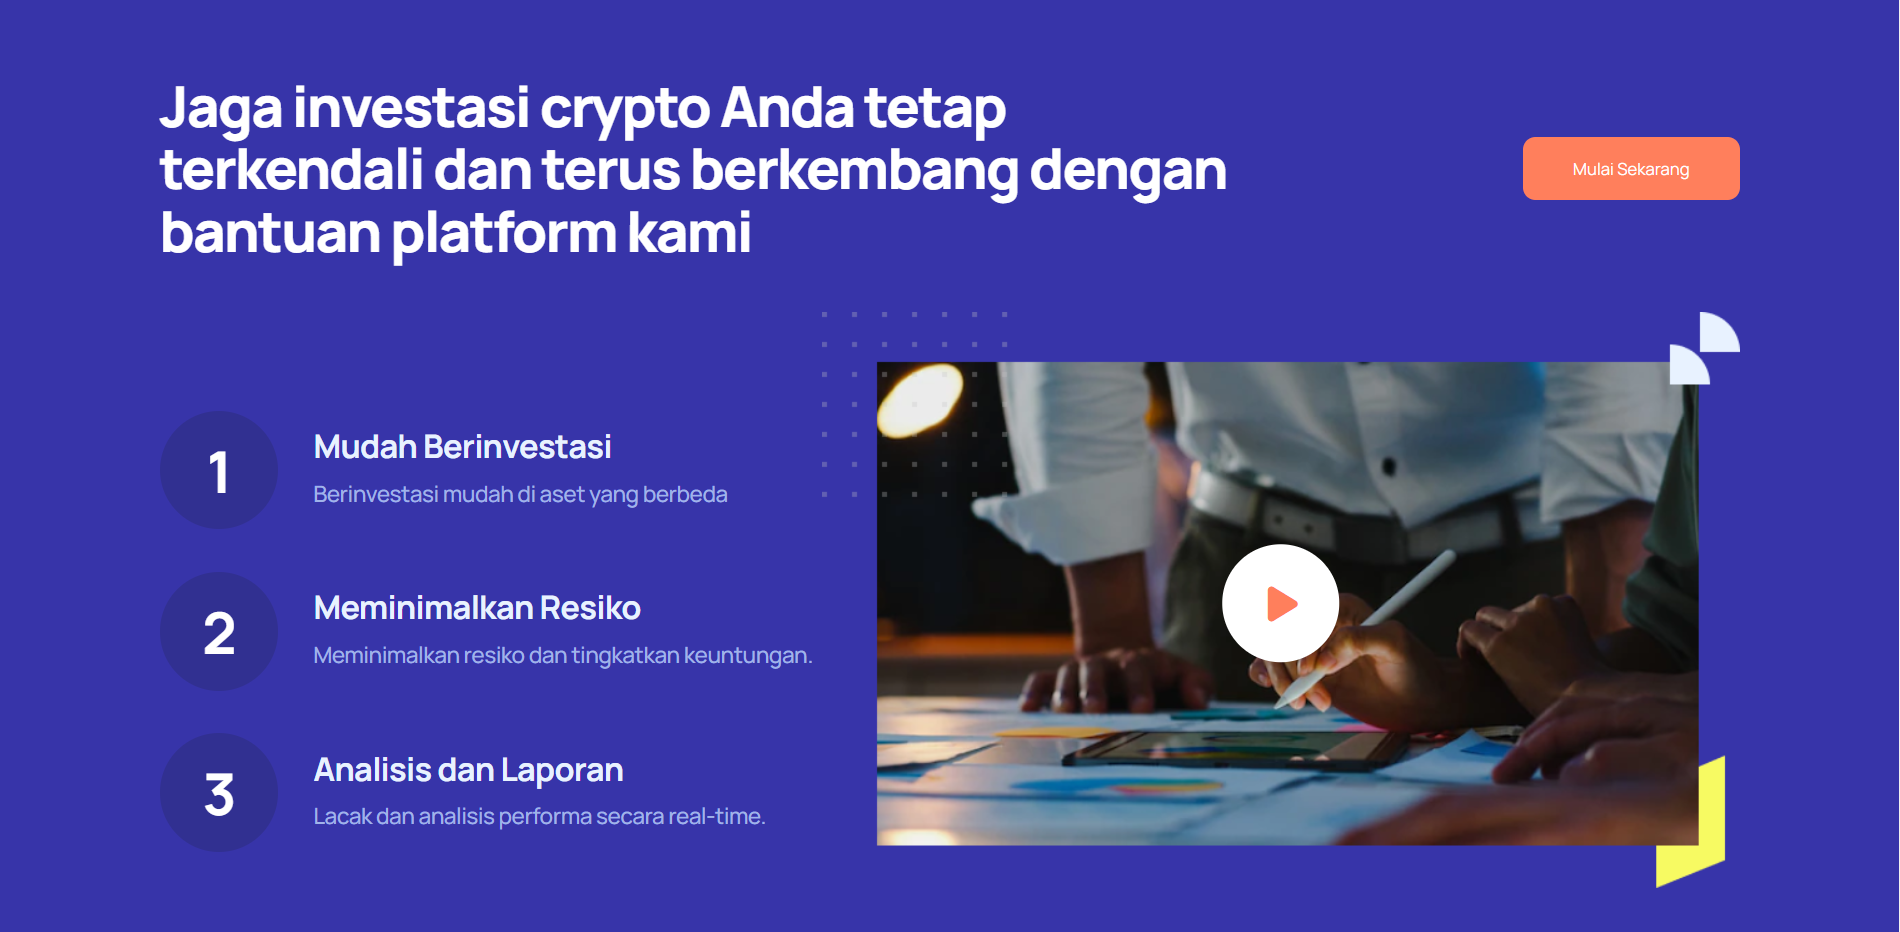 Jaga investasi crypto Anda tetap
terkendali dan terus berkembang dengan
bantuan platform kami
Mulai Sekarang
1
Mudah Berinvestasi
Berinvestasi mudah di aset yang berbeda
2
Meminimalkan Resiko
Meminimalkan resiko dan tingkatkan keuntungan.
3
Analisis dan Laporan
Lacak dan analisis performa secara real-time.